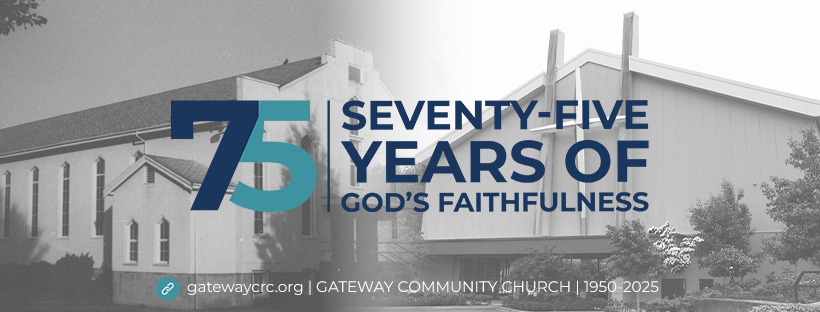 75
SEVENTY-FIVE
YEARS OF
GOD'S FAITHFULNESS
gatewaycrc.org | GATEWAY COMMUNITY CHURCH | 1950-2025